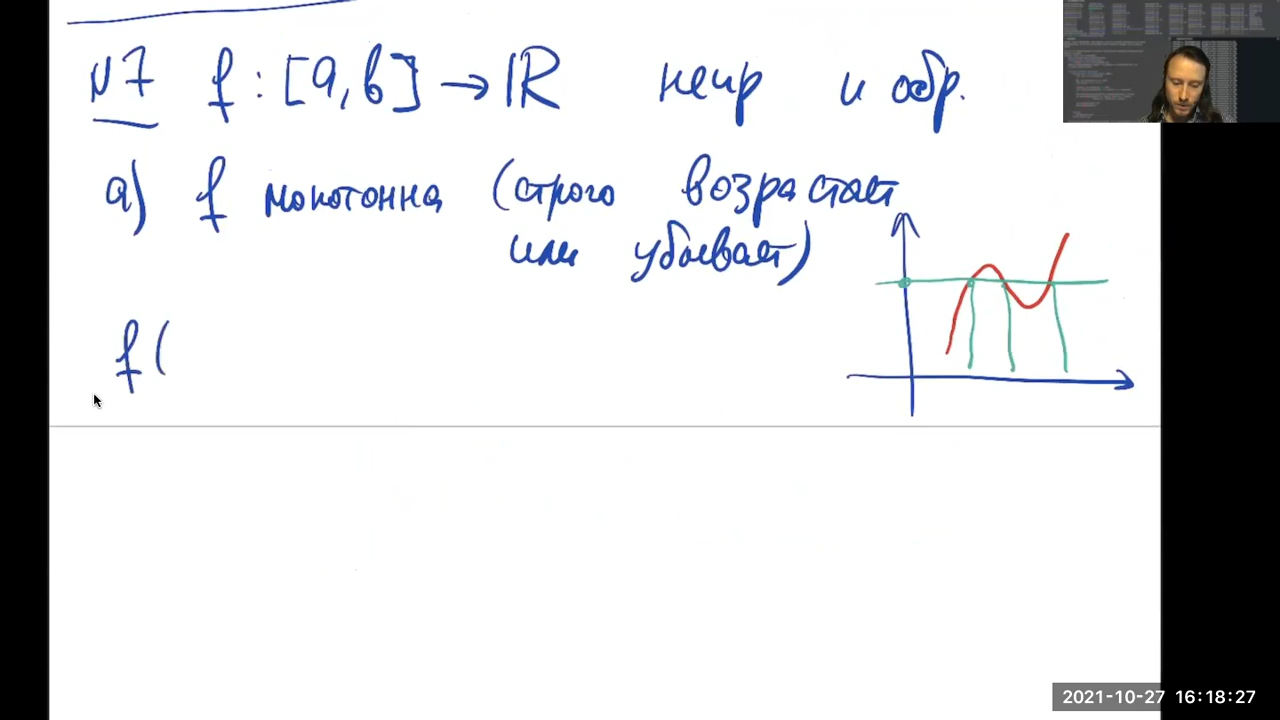 №7 f : [a, b] → ℝ непр и обр.
а) f монотонна (строго возрастает
или убывает)
f (
2021-10-27 16:18:27